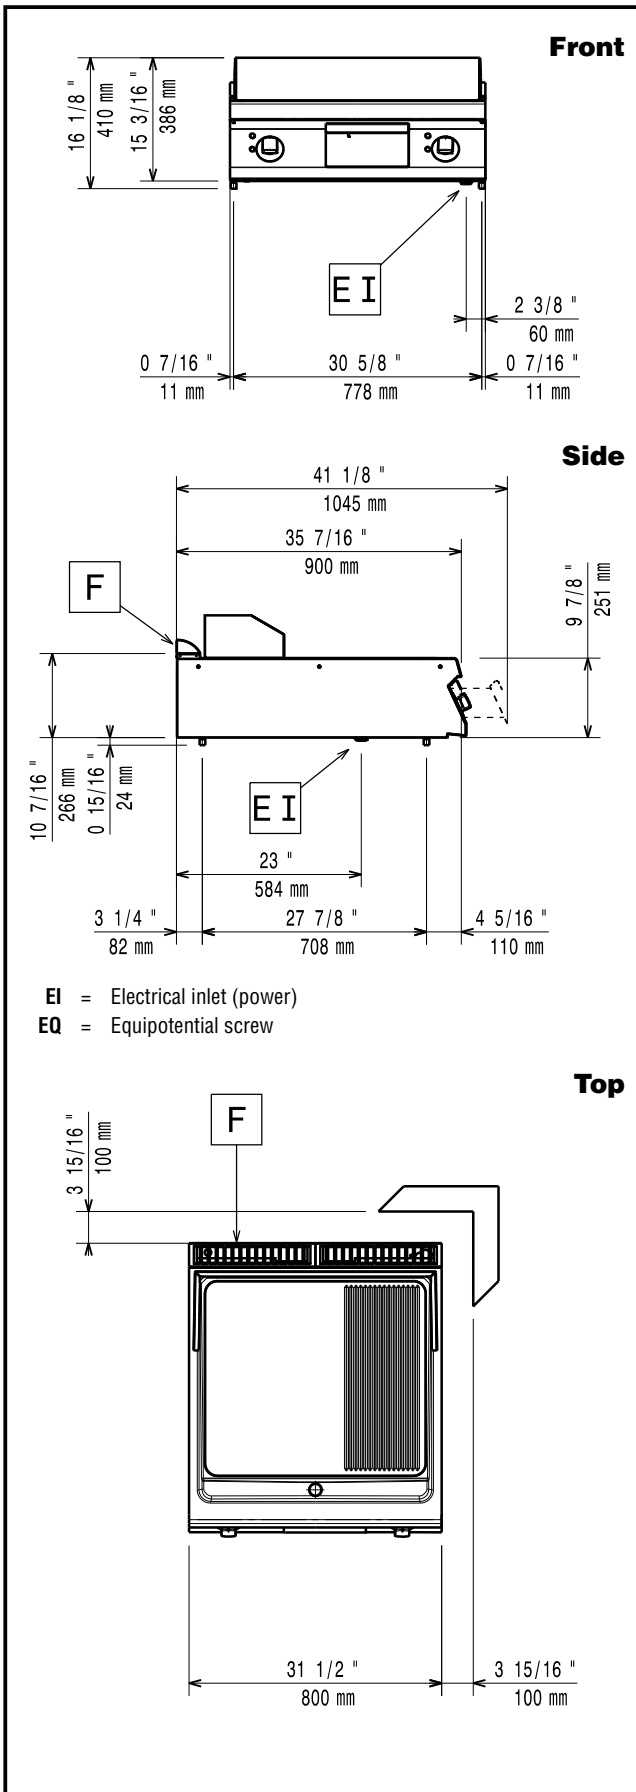 Front
16 1/8 "
410 mm
15 3/16 "
386 mm
EI
2 3/8 "
60 mm
0 7/16 "
11 mm
30 5/8 "
778 mm
0 7/16 "
11 mm
Side
41 1/8 "
1045 mm
35 7/16 "
900 mm
F
9 7/8 "
251 mm
10 7/16 "
266 mm
0 15/16 "
24 mm
EI
23 "
584 mm
3 1/4 "
82 mm
27 7/8 "
708 mm
4 5/16 "
110 mm
EI = Electrical inlet (power)
EQ = Equipotential screw
Top
3 15/16 "
100 mm
F
31 1/2 "
800 mm
3 15/16 "
100 mm